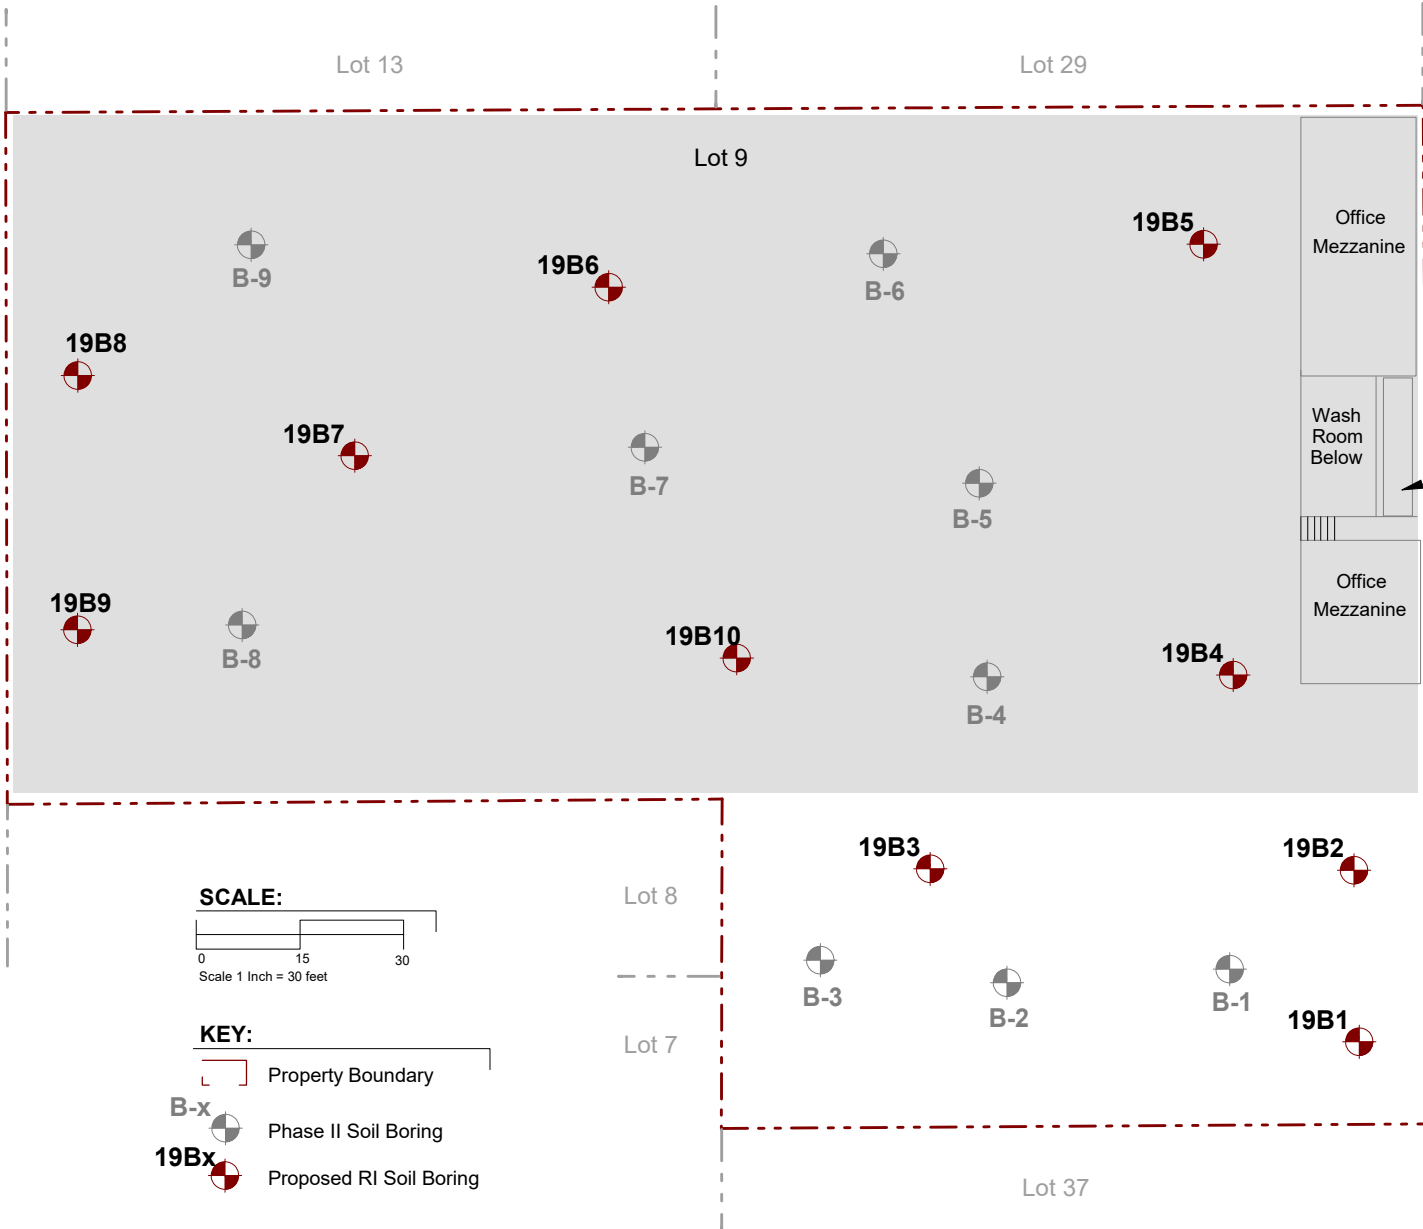 Lot 13
Lot 29
Lot 9
19B5
Office
Mezzanine
19B6
B-9
B-6
19B8
19B7
Wash
Room
Below
B-7
B-5
Office
Mezzanine
19B9
19B10
B-8
19B4
B-4
19B3
19B2
SCALE:
Lot 8
0 15 30
Scale 1 Inch = 30 feet
B-3
B-2
B-1
19B1
KEY:
Lot 7
Property Boundary
B-x
Phase II Soil Boring
19Bx
Proposed RI Soil Boring
Lot 37